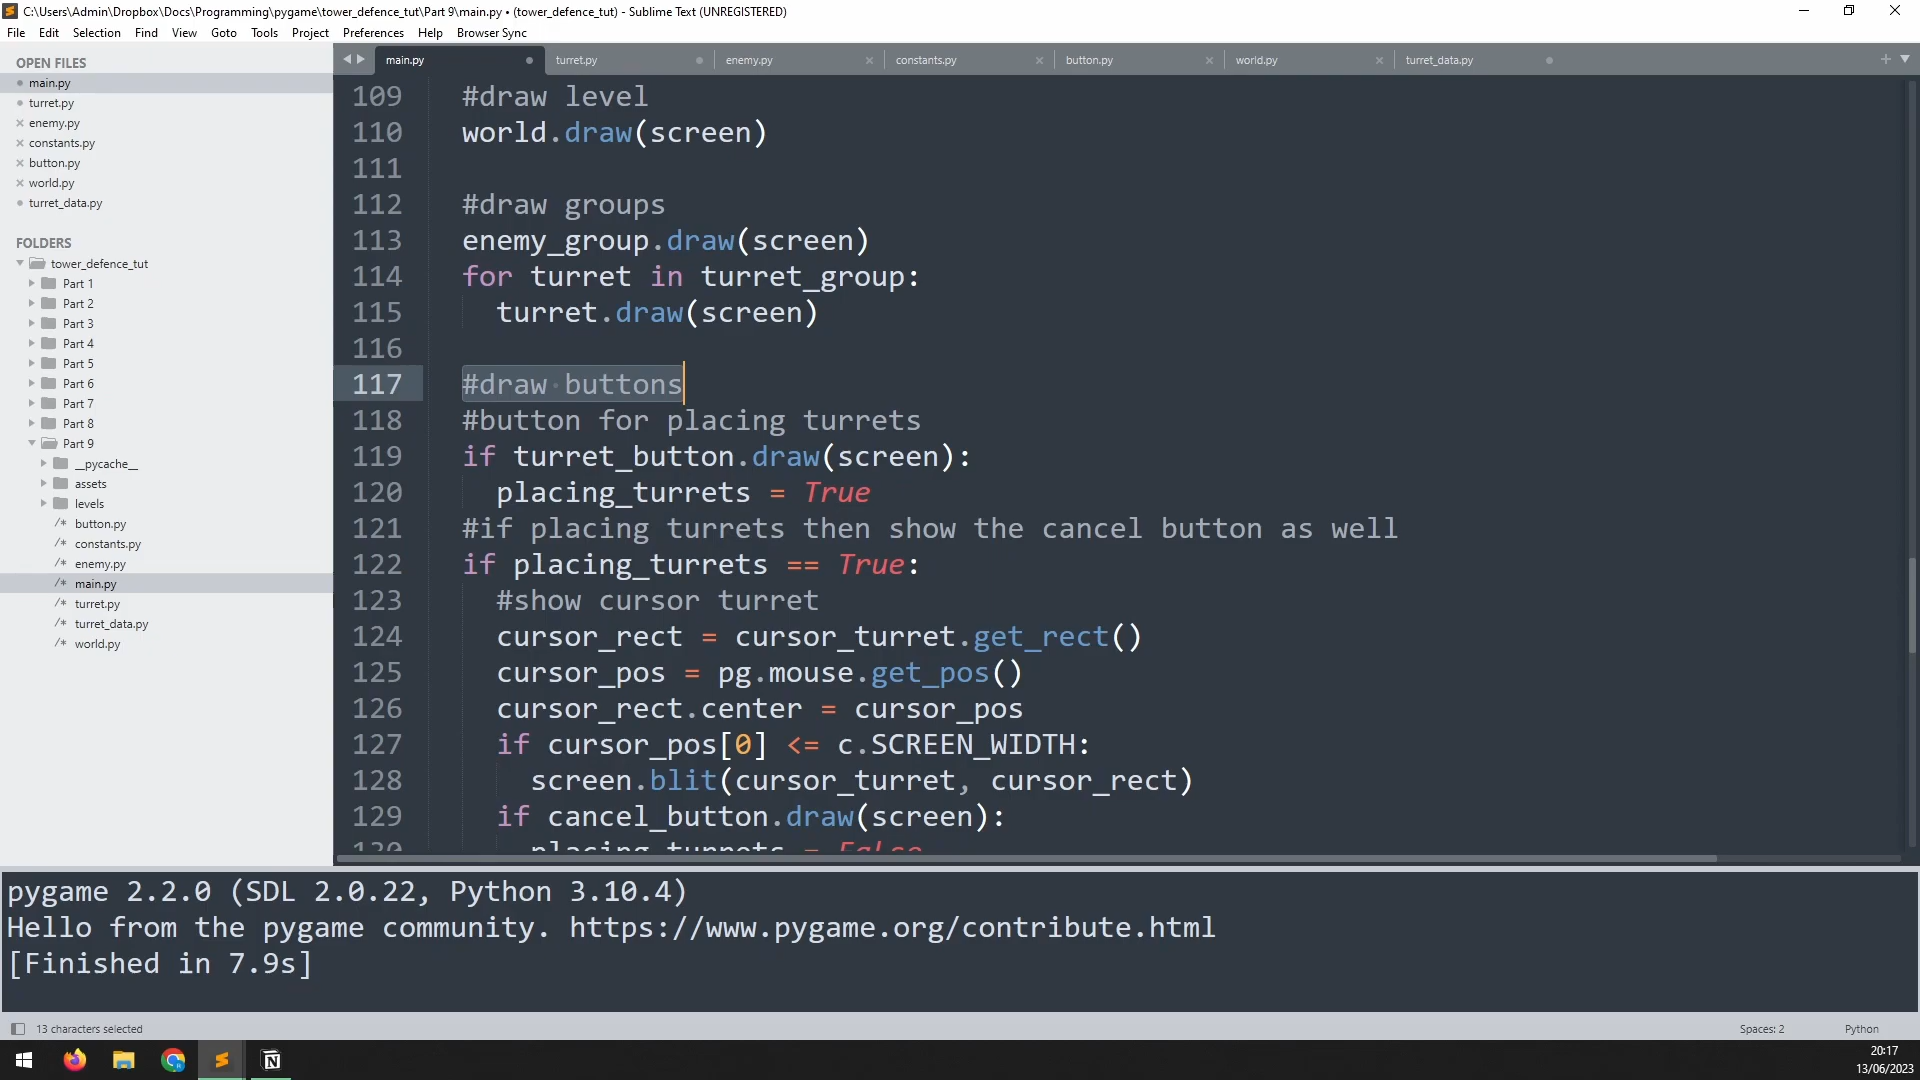 C:\Users\Admin\Dropbox\Docs\Programming\pygame\tower_defence_tut\Part 9\main.py • (tower_defence_tut) - Sublime Text (UNREGISTERED)
File Edit Selection Find View Goto Tools Project Preferences Help Browser Sync
OPEN FILES
main.py
turret.py
enemy.py
constants.py
button.py
world.py
turret_data.py
FOLDERS
tower_defence_tut
Part 1
Part 2
Part 3
Part 4
Part 5
Part 6
Part 7
Part 8
Part 9
__pycache__
assets
levels
/* button.py
/* constants.py
/* enemy.py
/* main.py
/* turret.py
/* turret_data.py
/* world.py
main.py turret.py enemy.py constants.py button.py world.py turret_data.py
109 #draw level
110 world.draw(screen)
111
112 #draw groups
113 enemy_group.draw(screen)
114 for turret in turret_group:
115 turret.draw(screen)
116
117 #draw buttons
118 #button for placing turrets
119 if turret_button.draw(screen):
120 placing_turrets = True
121 #if placing turrets then show the cancel button as well
122 if placing_turrets == True:
123 #show cursor turret
124 cursor_rect = cursor_turret.get_rect()
125 cursor_pos = pg.mouse.get_pos()
126 cursor_rect.center = cursor_pos
127 if cursor_pos[0] <= c.SCREEN_WIDTH:
128 screen.blit(cursor_turret, cursor_rect)
129 if cancel_button.draw(screen):
130 placing_turrets = False
pygame 2.2.0 (SDL 2.0.22, Python 3.10.4)
Hello from the pygame community. https://www.pygame.org/contribute.html
[Finished in 7.9s]
13 characters selected
Spaces: 2
Python
20:17
13/06/2023